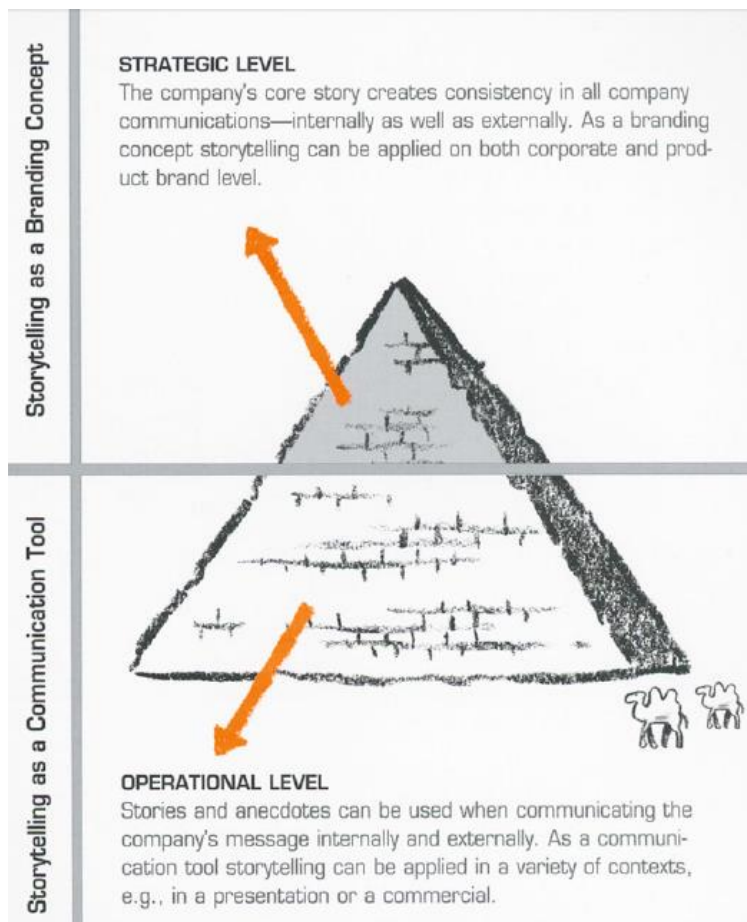 Storytelling as a Branding Concept
STRATEGIC LEVEL
The company's core story creates consistency in all company
communications—internally as well as externally. As a branding
concept storytelling can be applied on both corporate and prod-
uct brand level.
Storytelling as a Communication Tool
OPERATIONAL LEVEL
Stories and anecdotes can be used when communicating the
company's message internally and externally. As a communi-
cation tool storytelling can be applied in a variety of contexts,
e.g., in a presentation or a commercial.